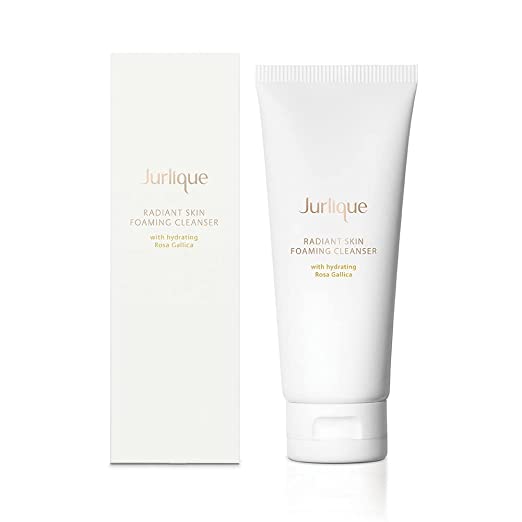 Jurlique
RADIANT SKIN
FOAMING CLEANSER
with hydrating
Rosa Gallica
Jurlique
RADIANT SKIN
FOAMING CLEANSER
with hydrating
Rosa Gallica